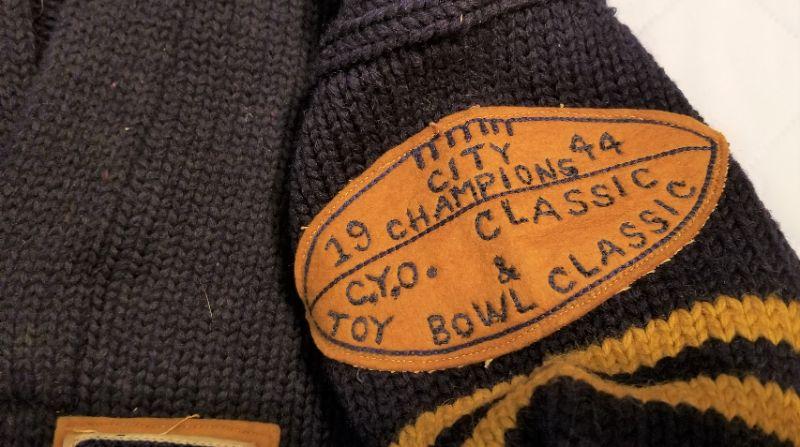 CITY
19 CHAMPIONS 44
C.Y.O. CLASSIC
&
TOY BOWL CLASSIC